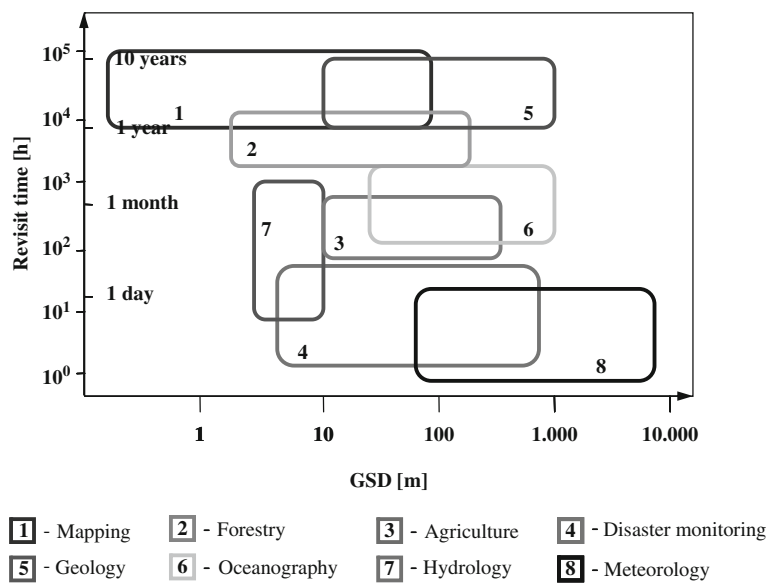 10⁵
10 years
1
5
10⁴
1 year
2
10³
1 month
7
3
6
10²
1 day
10¹
4
8
10⁰
Revisit time [h]
1 10 100 1.000 10.000
GSD [m]
1 - Mapping 2 - Forestry 3 - Agriculture 4 - Disaster monitoring
5 - Geology 6 - Oceanography 7 - Hydrology 8 - Meteorology